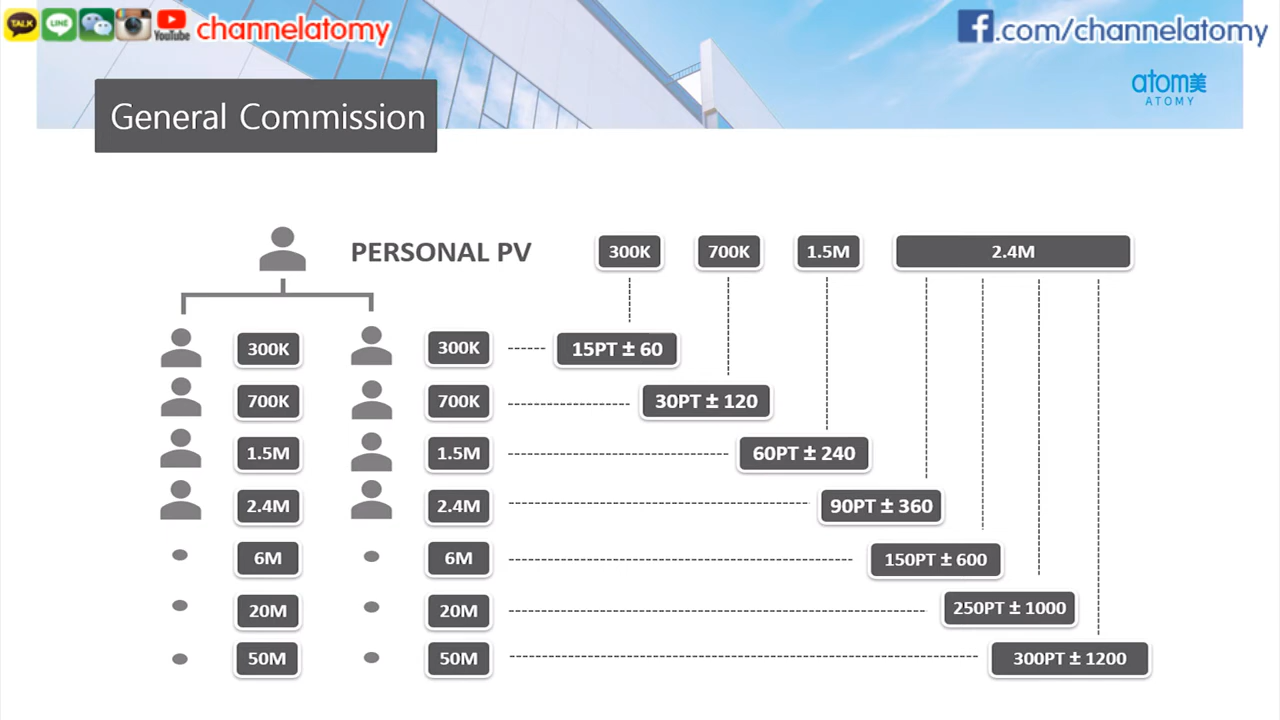 TALK LINE YouTube channelatomy
f.com/channelatomy
atom美
ATOMY
General Commission
PERSONAL PV 300K 700K 1.5M 2.4M
300K 300K 15PT ± 60
700K 700K 30PT ± 120
1.5M 1.5M 60PT ± 240
2.4M 2.4M 90PT ± 360
6M 6M 150PT ± 600
20M 20M 250PT ± 1000
50M 50M 300PT ± 1200